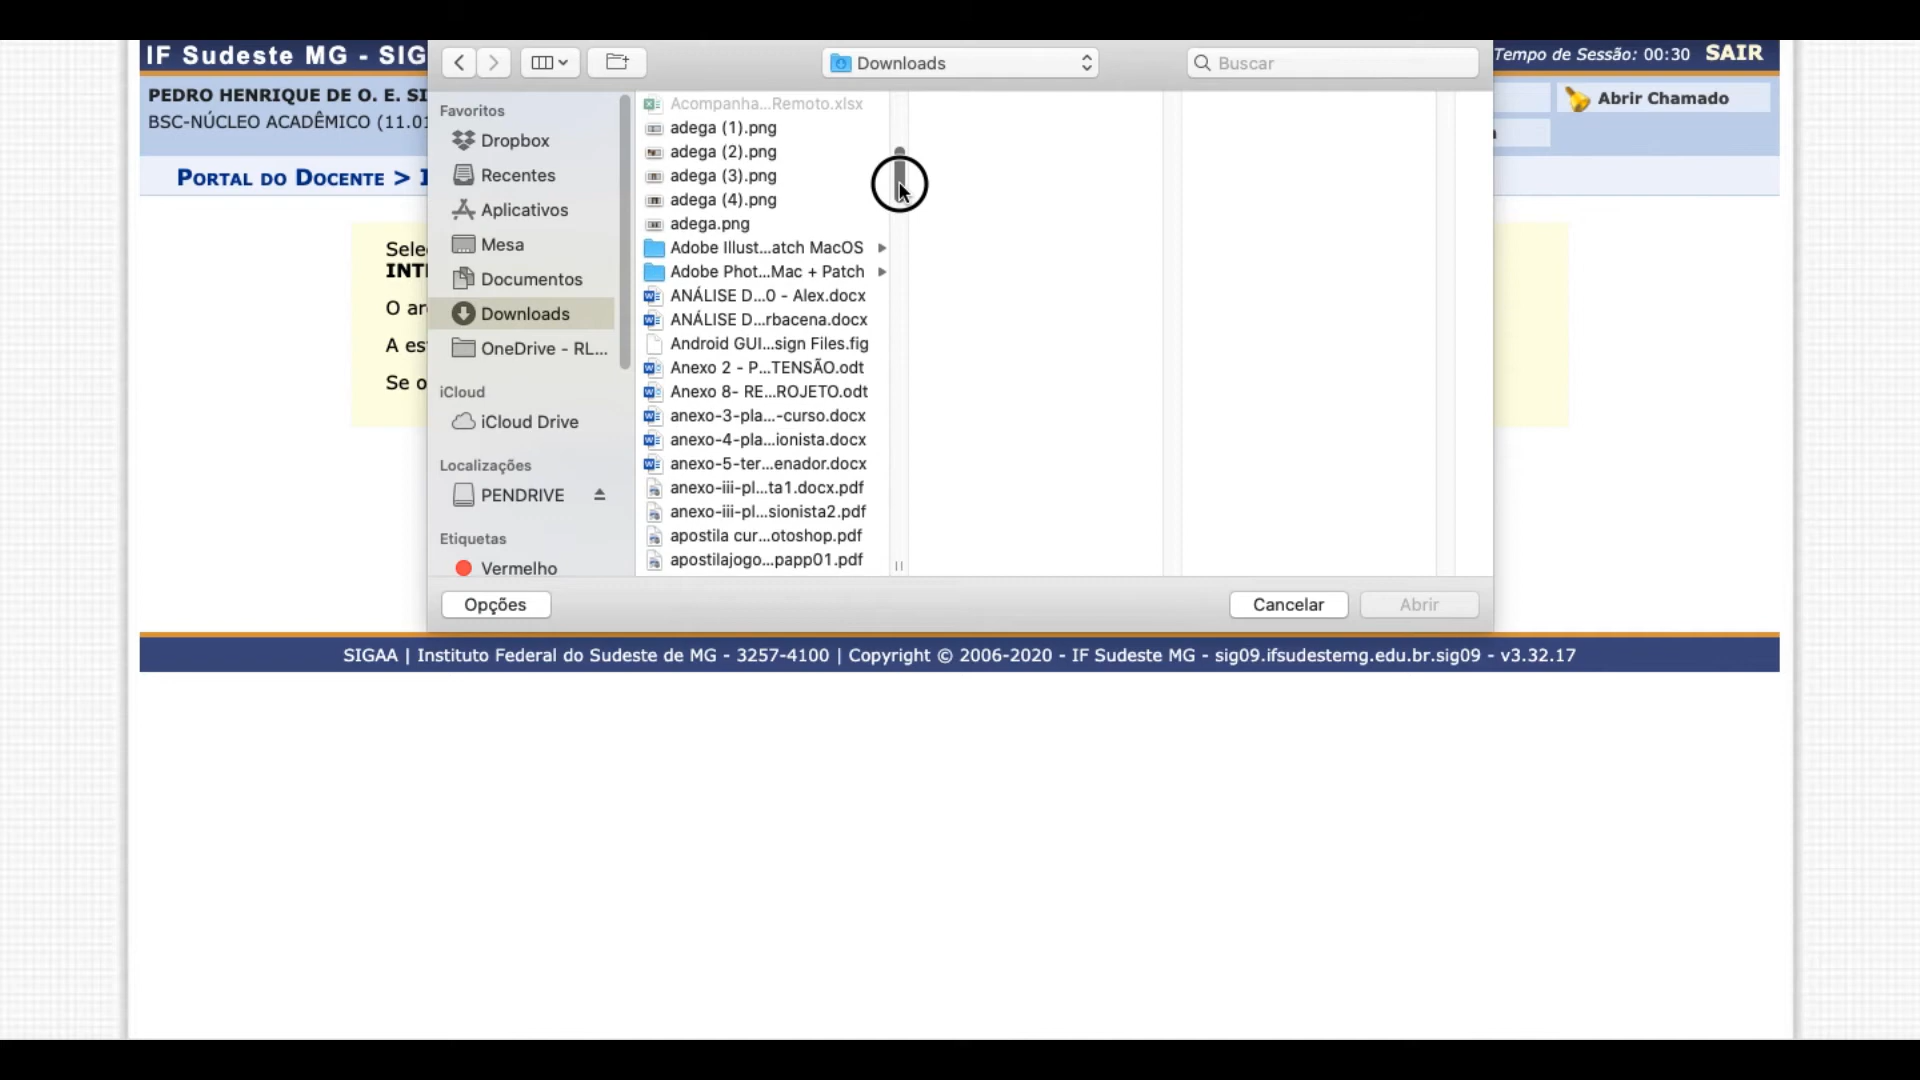 IF Sudeste MG - SIG
Tempo de Sessão: 00:30 SAIR
Downloads
Buscar
PEDRO HENRIQUE DE O. E. SI
BSC-NÚCLEO ACADÊMICO (11.01
Abrir Chamado
PORTAL DO DOCENTE >
Sele
INT
O ar
A es
Se o
Favoritos
Dropbox
Recentes
Aplicativos
Mesa
Documentos
Downloads
OneDrive - RL...
iCloud
iCloud Drive
Localizações
PENDRIVE
Etiquetas
Vermelho
Acompanha...Remoto.xlsx
adega (1).png
adega (2).png
adega (3).png
adega (4).png
adega.png
Adobe Illust...atch MacOS
Adobe Phot...Mac + Patch
ANÁLISE D...0 - Alex.docx
ANÁLISE D...rbacena.docx
Android GUI...sign Files.fig
Anexo 2 - P...TENSÃO.odt
Anexo 8- RE...ROJETO.odt
anexo-3-pla...-curso.docx
anexo-4-pla...ionista.docx
anexo-5-ter...enador.docx
anexo-iii-pl...ta1.docx.pdf
anexo-iii-pl...sionista2.pdf
apostila cur...otoshop.pdf
apostilajogo...papp01.pdf
Opções
Cancelar
Abrir
SIGAA | Instituto Federal do Sudeste de MG - 3257-4100 | Copyright © 2006-2020 - IF Sudeste MG - sig09.ifsudestemg.edu.br.sig09 - v3.32.17